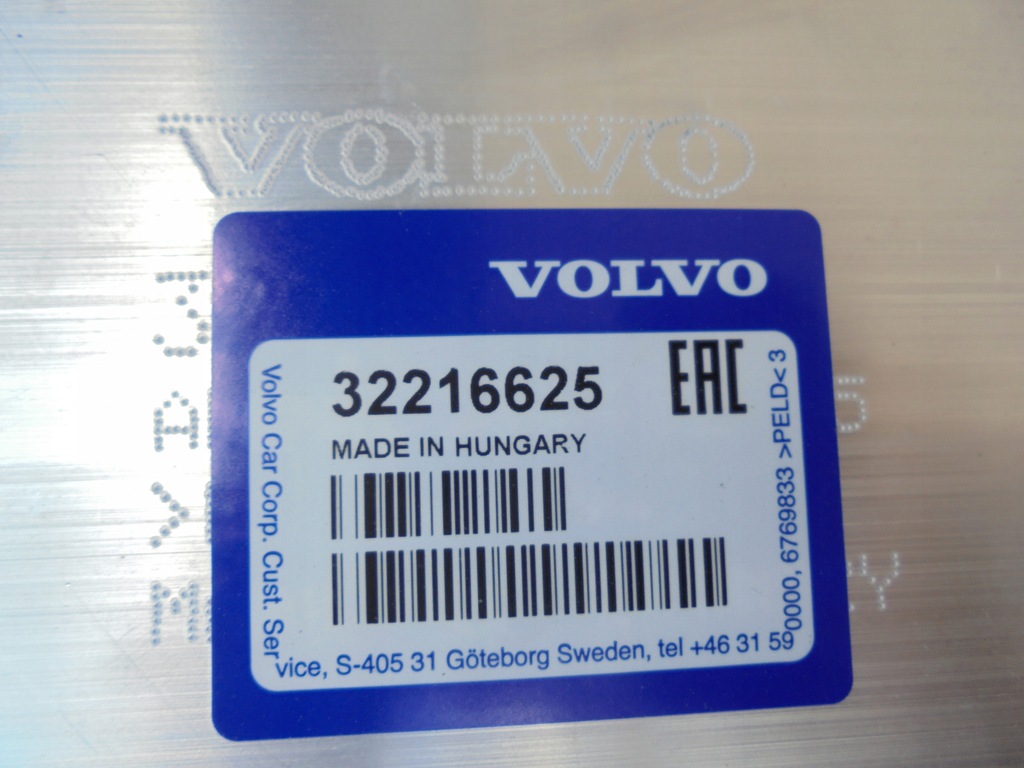 VOLVO
VOLVO
32216625
EAC
MADE IN HUNGARY
Volvo Car Corp. Cust. Service, S-405 31 Göteborg Sweden, tel +46 31 590000, 6769833 >PELD< 3